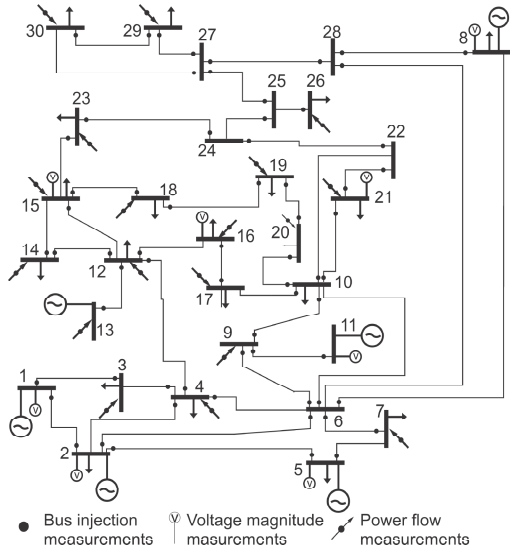 30 29 27 28 8 V
25 26
23
24 22
19
15 V 18 V 21
V 16
20
14 12
17 10
13 9 11
V
1 3
V 4
6 7
2 5
V V
V Voltage magnitude Power flow
Bus injection
measurements measurements measurements